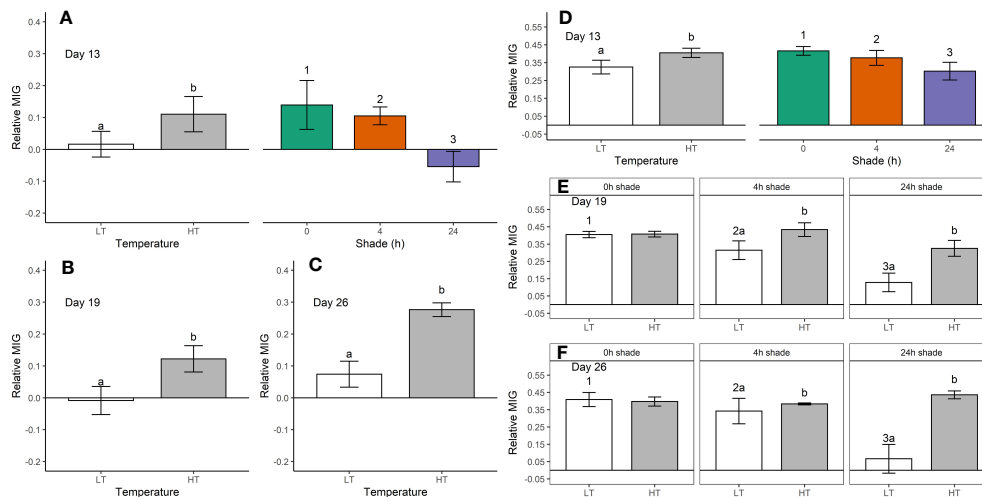 A
Day 13
Relative MIG
0.4
0.3
0.2
0.1
0.0
-0.1
-0.2
a
b
1
2
3
LT
HT
0
4
24
Temperature
Shade (h)
B
Day 19
Relative MIG
0.4
0.3
0.2
0.1
0.0
-0.1
-0.2
a
b
LT
HT
Temperature
C
Day 26
Relative MIG
0.4
0.3
0.2
0.1
0.0
-0.1
-0.2
a
b
LT
HT
Temperature
D
Day 13
Relative MIG
0.55
0.45
0.35
0.25
0.15
0.05
-0.05
a
b
1
2
3
LT
HT
0
4
24
Temperature
Shade (h)
E
0h shade
4h shade
24h shade
Day 19
Relative MIG
0.55
0.45
0.35
0.25
0.15
0.05
-0.05
1
2a
b
3a
b
LT
HT
LT
HT
LT
HT
F
0h shade
4h shade
24h shade
Day 26
Relative MIG
0.55
0.45
0.35
0.25
0.15
0.05
-0.05
1
2a
b
3a
b
LT
HT
LT
HT
LT
HT